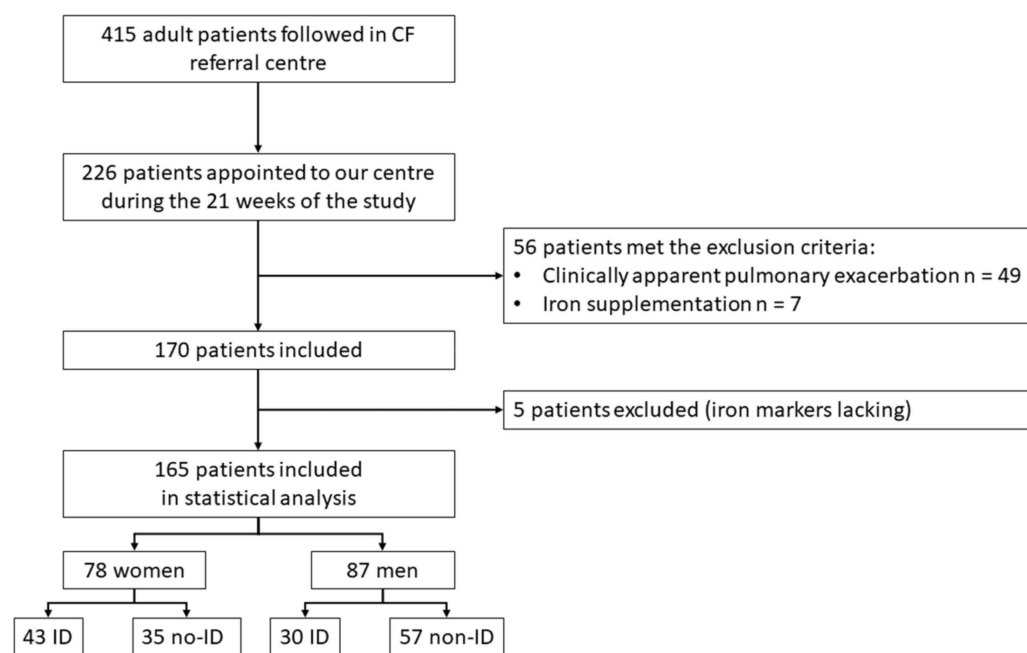 415 adult patients followed in CF
referral centre
226 patients appointed to our centre
during the 21 weeks of the study
56 patients met the exclusion criteria:
• Clinically apparent pulmonary exacerbation n = 49
• Iron supplementation n = 7
170 patients included
5 patients excluded (iron markers lacking)
165 patients included
in statistical analysis
78 women
87 men
43 ID
35 no-ID
30 ID
57 non-ID